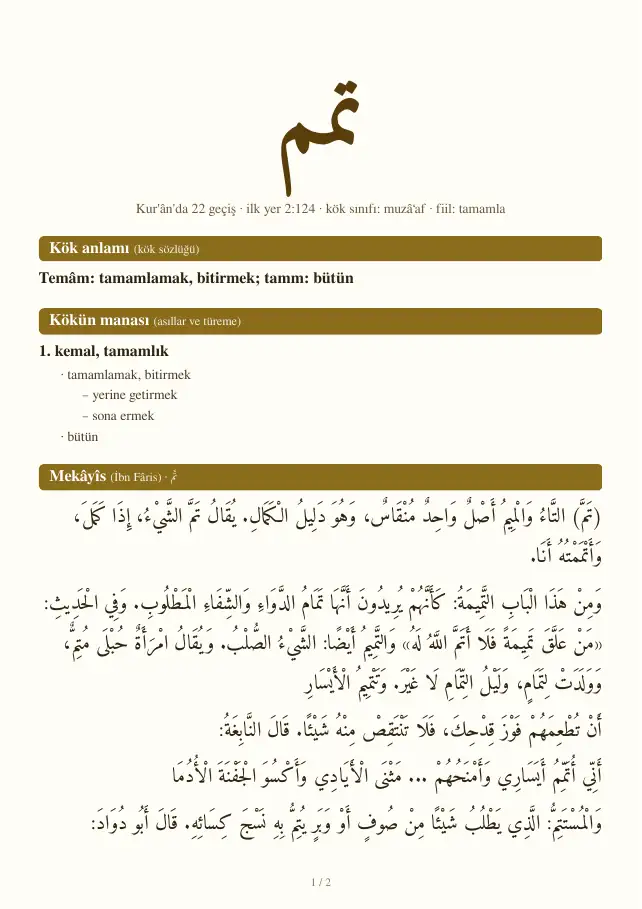 تمم
Kur'ân'da 22 geçiş · ilk yer 2:124 · kök sınıfı: muzâ'af · fiil: tamamla
Kök anlamı (kök sözlüğü)
Temâm: tamamlamak, bitirmek; tamm: bütün
Kökün manası (asıllar ve türeme)
1. kemal, tamamlık
· tamamlamak, bitirmek
– yerine getirmek
– sona ermek
· bütün
Mekâyîs (İbn Fâris) · تُمَّ
(تَمَّ) التَّاءُ وَالْمِيمُ أَصْلٌ وَاحِدٌ مُنْقَاسٌ، وَهُوَ دَلِيلُ الْكَمَالِ. يُقَالُ تَمَّ الشَّيْءُ، إِذَا كَمَلَ،
وَأَتْمَمْتُهُ أَنَا.
وَمِنْ هَذَا الْبَابِ التَّمِيمَةُ: كَأَنَّهُمْ يُرِيدُونَ أَنَّهَا تَمَامُ الدَّوَاءِ وَالشِّفَاءِ الْمَطْلُوبِ. وَفِي الْحَدِيثِ:
«مَنْ عَلَّقَ تَمِيمَةً فَلَا أَتَمَّ اللَّهُ لَهُ» وَالتَّمِيمُ أَيْضًا: الشَّيْءُ الصُّلْبُ. وَيُقَالُ امْرَأَةٌ حُبْلَى مُتِمٌّ،
وَوَلَدَتْ لِتَمَامٍ، وَلَيْلُ التِّمَامِ لَا غَيْرَ. وَتَتْمِيمُ الْأَيْسَارِ
أَنْ تُطْعِمَهُمْ فَوْزَ قِدْحِكَ، فَلَا تَنْتَقِصْ مِنْهُ شَيْئًا. قَالَ النَّابِغَةُ:
أَنِّي أُتَمِّمُ أَيْسَارِي وَأَمْنَحُهُمْ ... مَثْنَى الْأَيَادِي وَأَكْسُوَ الْجَفْنَةَ الْأُدُمَا
وَالْمُسْتَتِمُّ: الَّذِي يَطْلُبُ شَيْئًا مِنْ صُوفٍ أَوْ وَبَرٍ يُتِمُّ بِهِ نَسْجَ كِسَائِهِ. قَالَ أَبُو دُوَادَ:
1 / 2